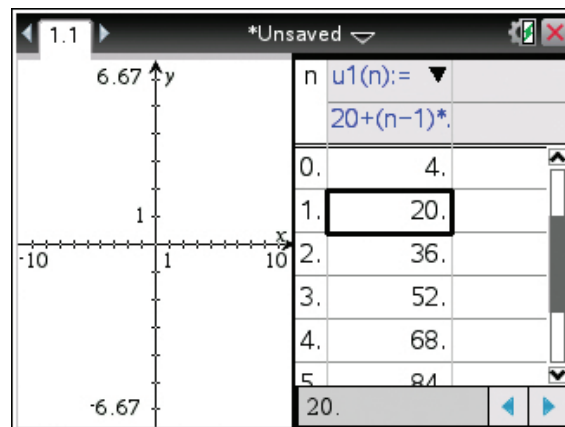 1.1 *Unsaved
6.67 y
1
x
-10 1 10
-6.67
n u1(n):= ▼
20+(n−1)*.
0. 4.
1. 20.
2. 36.
3. 52.
4. 68.
5. 84.
20.